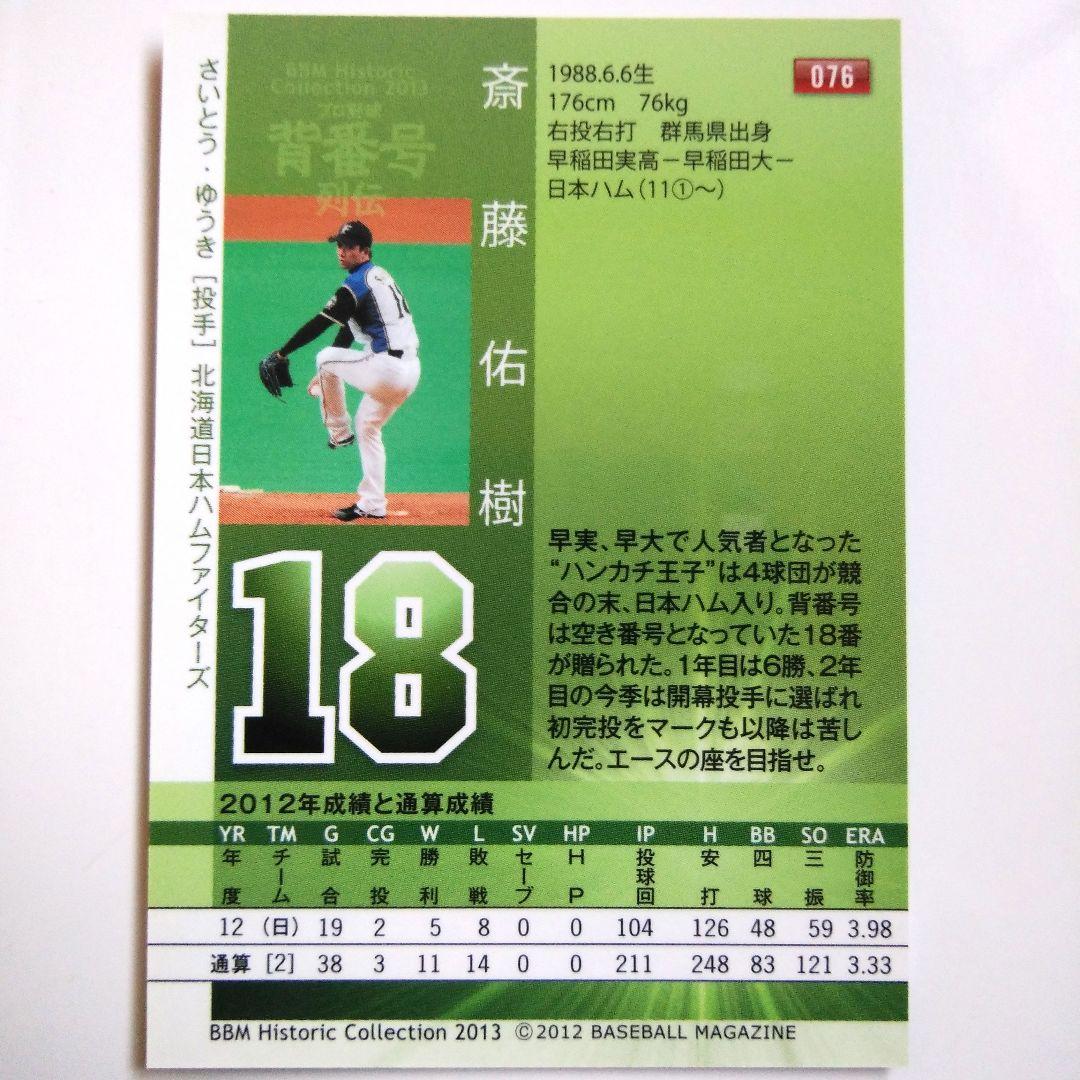 さいとう・ゆうき [投手] 北海道日本ハムファイターズ
BBM Historic
Collection 2013
プロ野球
背番号
列伝
斎藤佑樹
1988.6.6生
176cm 76kg
右投右打 群馬県出身
早稲田実高－早稲田大－
日本ハム（11①～）
076
18
18
早実、早大で人気者となった
“ハンカチ王子”は4球団が競
合の末、日本ハム入り。背番号
は空き番号となっていた18番
が贈られた。1年目は6勝、2年
目の今季は開幕投手に選ばれ
初完投をマークも以降は苦し
んだ。エースの座を目指せ。
2012年成績と通算成績
YR TM G CG W L SV HP IP H BB SO ERA
年度 チーム 試合 完投 勝利 敗戦 セーブ HP 投球回 安打 四球 三振 防御率
12 (日) 19 2 5 8 0 0 104 126 48 59 3.98
通算 [2] 38 3 11 14 0 0 211 248 83 121 3.33
BBM Historic Collection 2013 ©2012 BASEBALL MAGAZINE